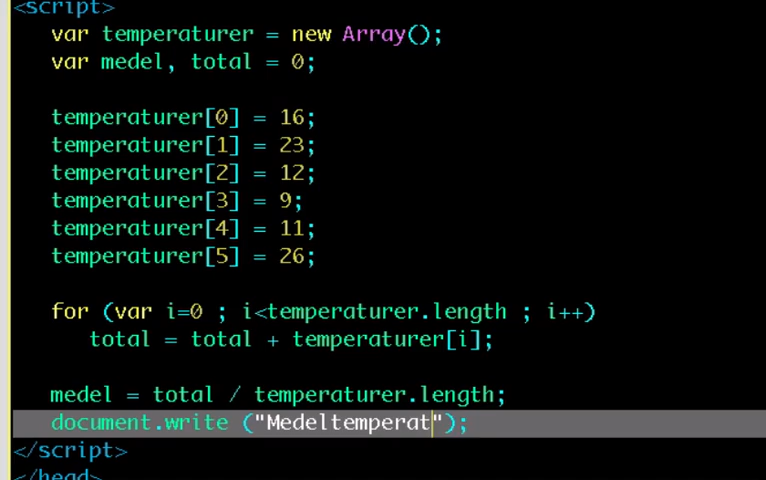 <script>
var temperaturer = new Array();
var medel, total = 0;
temperaturer[0] = 16;
temperaturer[1] = 23;
temperaturer[2] = 12;
temperaturer[3] = 9;
temperaturer[4] = 11;
temperaturer[5] = 26;
for (var i=0 ; i<temperaturer.length ; i++)
total = total + temperaturer[i];
medel = total / temperaturer.length;
document.write ("Medeltemperat");
</script>
</head>